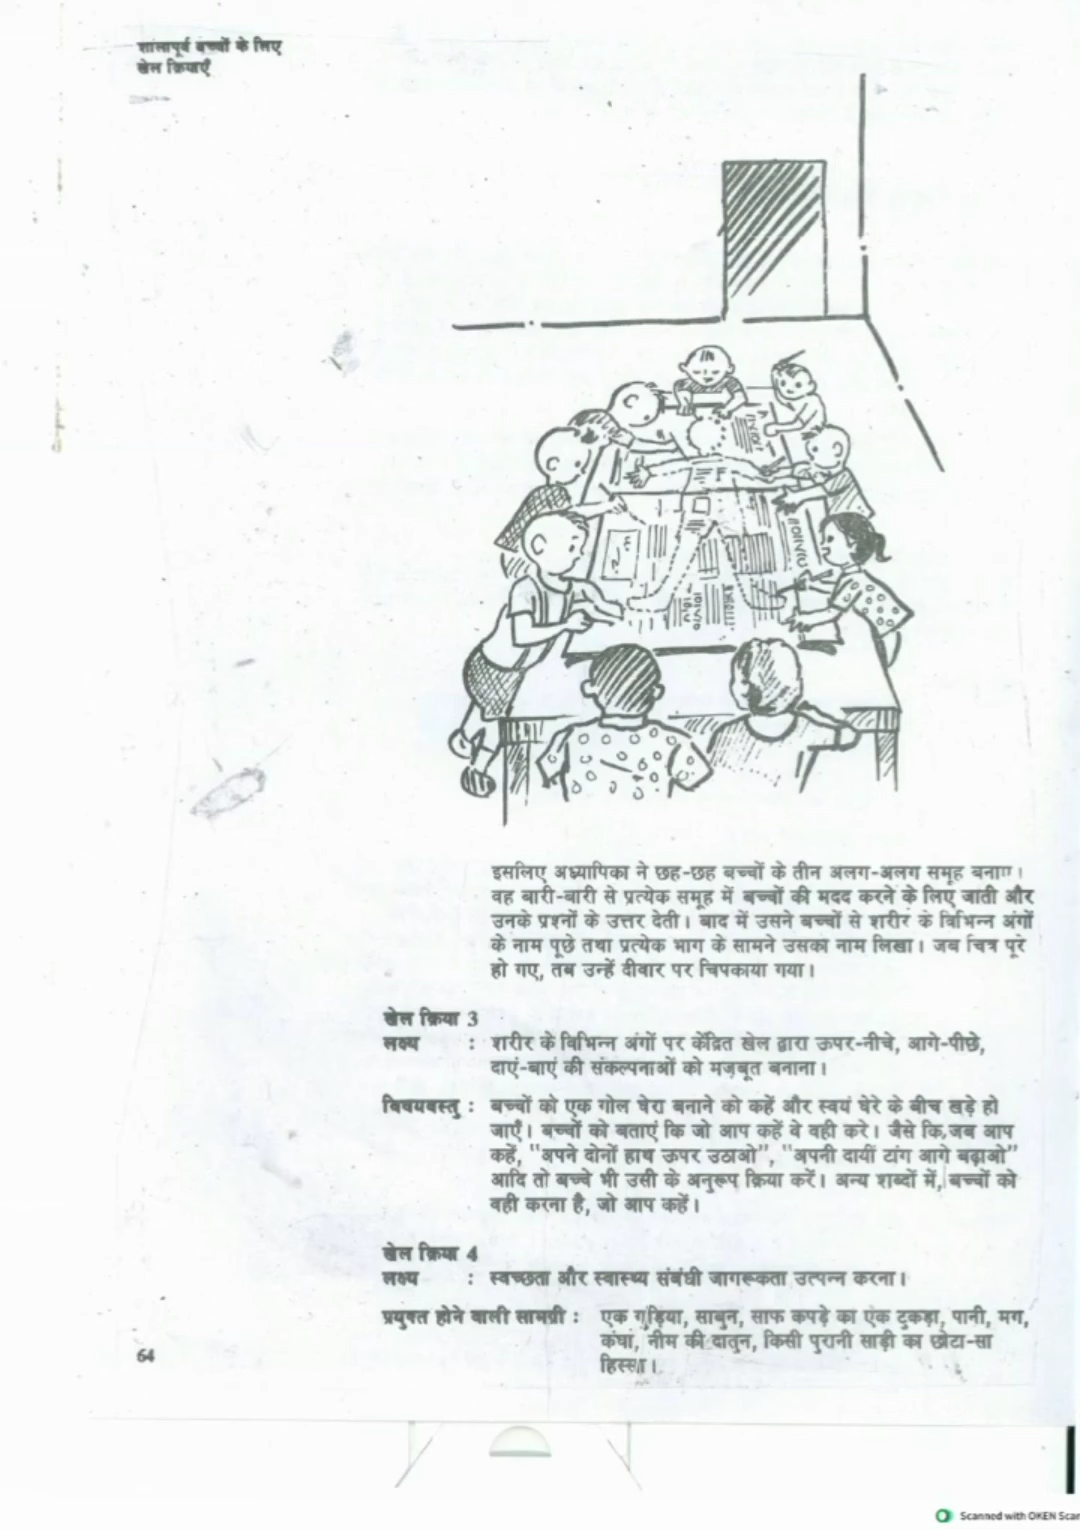 शालापूर्व बच्चों के लिए
खेल क्रियाएँ
इसलिए अध्यापिका ने छह-छह बच्चों के तीन अलग-अलग समूह बनाए।
वह बारी-बारी से प्रत्येक समूह में बच्चों की मदद करने के लिए जाती और
उनके प्रश्नों के उत्तर देती। बाद में उसने बच्चों से शरीर के विभिन्न अंगों
के नाम पूछे तथा प्रत्येक भाग के सामने उसका नाम लिखा। जब चित्र पूरे
हो गए, तब उन्हें दीवार पर चिपकाया गया।
खेल क्रिया 3
लक्ष्य : शरीर के विभिन्न अंगों पर केंद्रित खेल द्वारा ऊपर-नीचे, आगे-पीछे,
दाएं-बाएं की संकल्पनाओं को मज़बूत बनाना।
विषयवस्तु : बच्चों को एक गोल घेरा बनाने को कहें और स्वयं घेरे के बीच खड़े हो
जाएँ। बच्चों को बताएं कि जो आप कहें वे वही करे। जैसे कि जब आप
कहें, “अपने दोनों हाथ ऊपर उठाओ”, “अपनी दायीं टांग आगे बढ़ाओ”
आदि तो बच्चे भी उसी के अनुरूप क्रिया करें। अन्य शब्दों में, बच्चों को
वही करना है, जो आप कहें।
खेल क्रिया 4
लक्ष्य : स्वच्छता और स्वास्थ्य संबंधी जागरूकता उत्पन्न करना।
प्रयुक्त होने वाली सामग्री : एक गुड़िया, साबुन, साफ कपड़े का एक टुकड़ा, पानी, मग,
कंघा, नीम की दातुन, किसी पुरानी साड़ी का छोटा-सा
हिस्सा।
64
Scanned with OKEN Scan